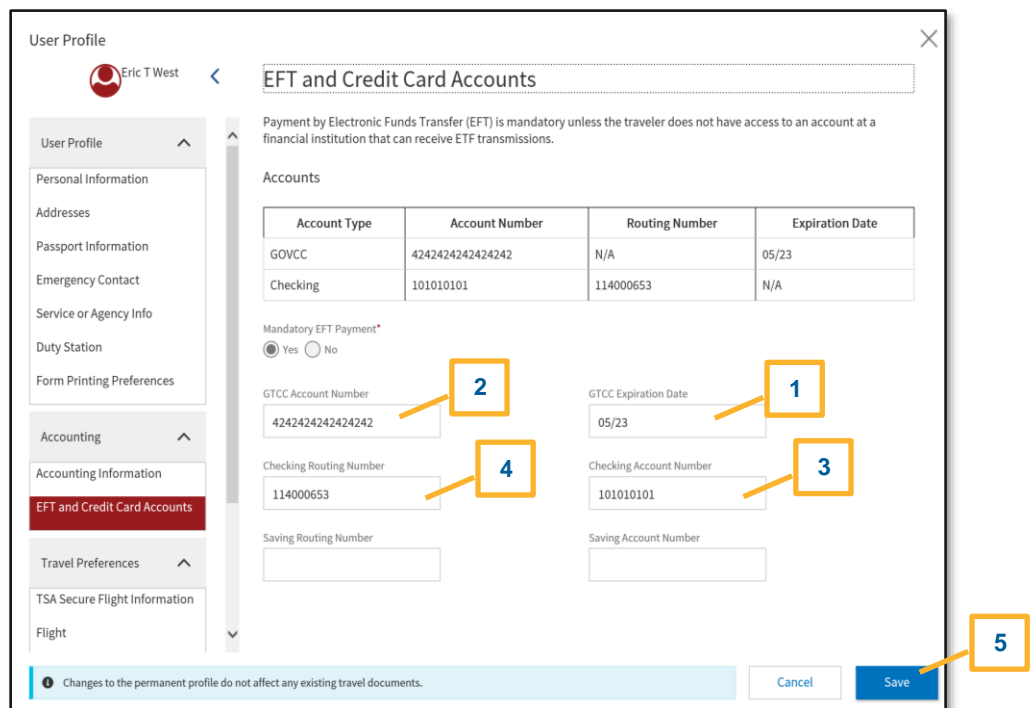 User Profile
Eric T West
EFT and Credit Card Accounts
Payment by Electronic Funds Transfer (EFT) is mandatory unless the traveler does not have access to an account at a
financial institution that can receive ETF transmissions.
User Profile
Personal Information
Addresses
Passport Information
Emergency Contact
Service or Agency Info
Duty Station
Form Printing Preferences
Accounting
Accounting Information
EFT and Credit Card Accounts
Travel Preferences
TSA Secure Flight Information
Flight
Accounts
Account Type Account Number Routing Number Expiration Date
GOVCC 4242424242424242 N/A 05/23
Checking 101010101 114000653 N/A
Mandatory EFT Payment*
Yes No
GTCC Account Number 2 GTCC Expiration Date 1
4242424242424242 05/23
Checking Routing Number 4 Checking Account Number 3
114000653 101010101
Saving Routing Number Saving Account Number
5
Changes to the permanent profile do not affect any existing travel documents. Cancel Save